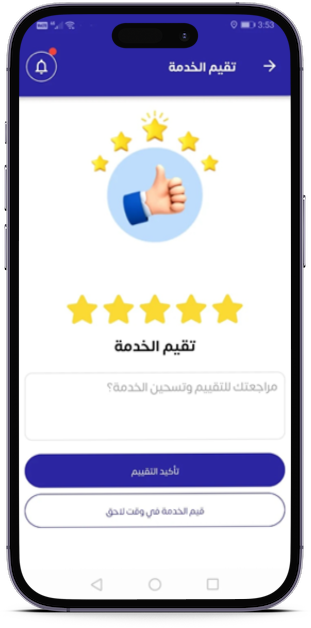 3:53
تقيم الخدمة
تقيم الخدمة
مراجعتك للتقييم وتسحين الخدمة؟
تأكيد التقييم
قيم الخدمة في وقت لاحق